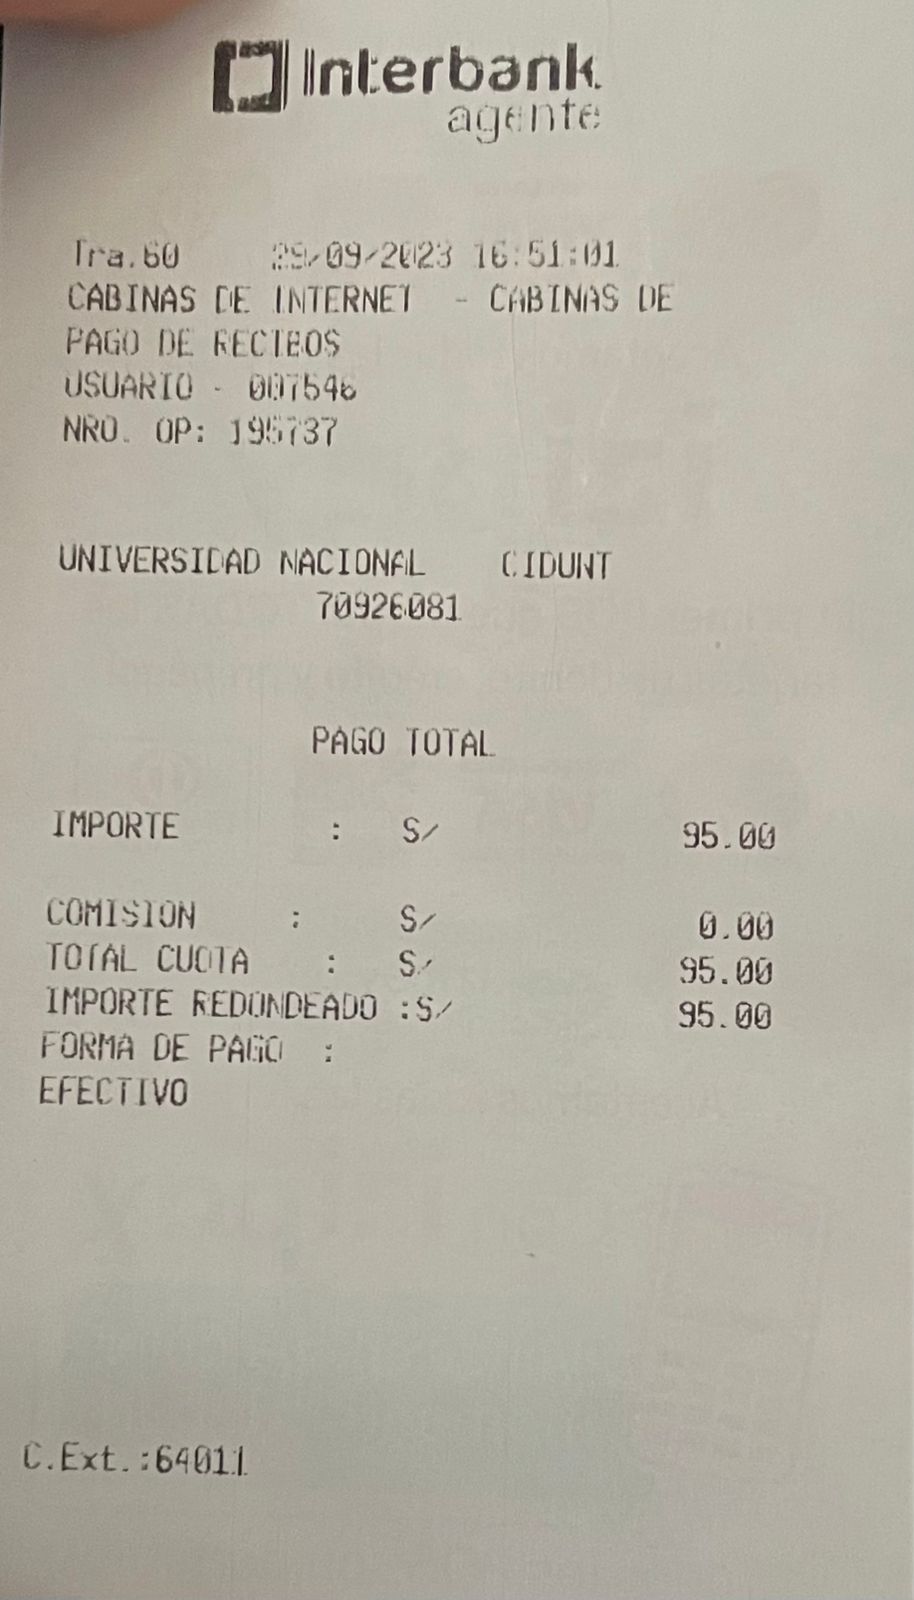 Interbank
agente
Tra.60 29/09/2023 16:51:01
CABINAS DE INTERNET - CABINAS DE
PAGO DE RECIBOS
USUARIO - 007546
NRO. OP: 195737
UNIVERSIDAD NACIONAL CIDUNT
70926081
PAGO TOTAL
IMPORTE : S/ 95.00
COMISION : S/ 0.00
TOTAL CUOTA : S/ 95.00
IMPORTE REDONDEADO :S/ 95.00
FORMA DE PAGO :
EFECTIVO
C.Ext.:64011